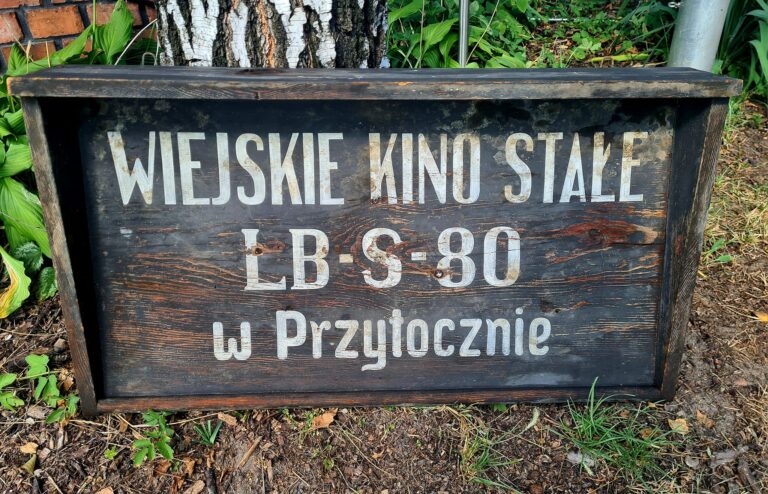 WIEJSKIE KINO STAŁE
LB-S-80
w Przytocznie